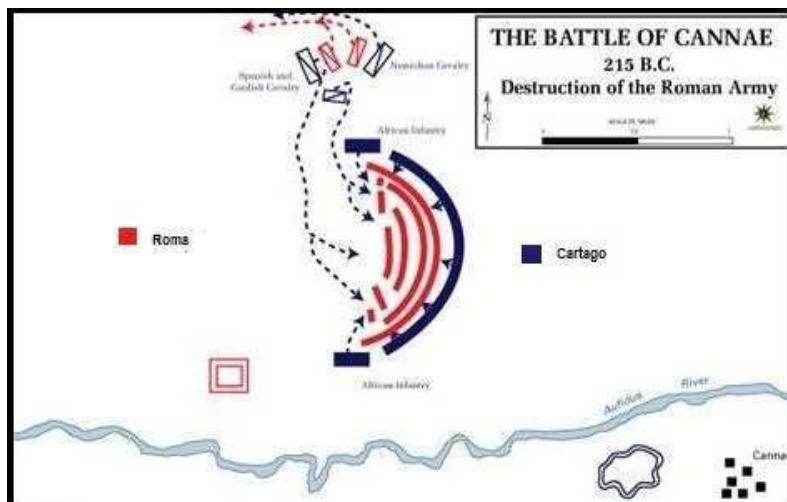 THE BATTLE OF CANNAE
215 B.C.
Destruction of the Roman Army
N
Spanish and
Gaulish Cavalry
Numidian Cavalry
African Infantry
Roma
Cartago
African Infantry
Aufidus River
Cannae